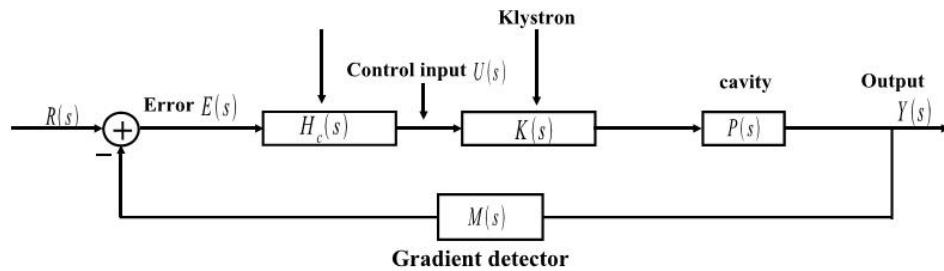 Klystron
Control input U(s)
cavity
Output
R(s)
Error E(s)
Y(s)
+
H_c(s)
K(s)
P(s)
−
M(s)
Gradient detector